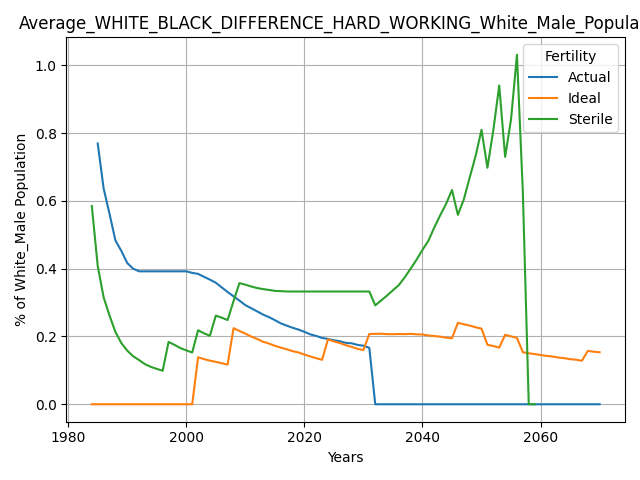 Average_WHITE_BLACK_DIFFERENCE_HARD_WORKING_White_Male_Popula
Fertility
Actual
Ideal
Sterile
% of White_Male Population
1.0
0.8
0.6
0.4
0.2
0.0
1980 2000 2020 2040 2060
Years